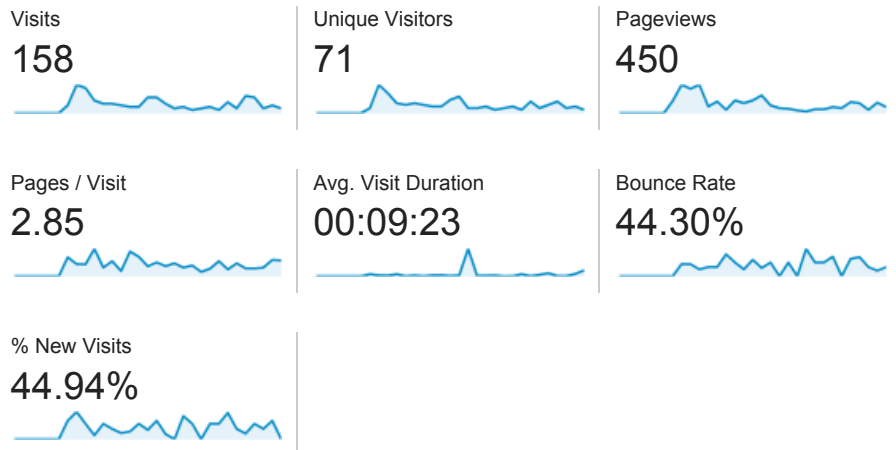 Visits
158
Unique Visitors
71
Pageviews
450
Pages / Visit
2.85
Avg. Visit Duration
00:09:23
Bounce Rate
44.30%
% New Visits
44.94%